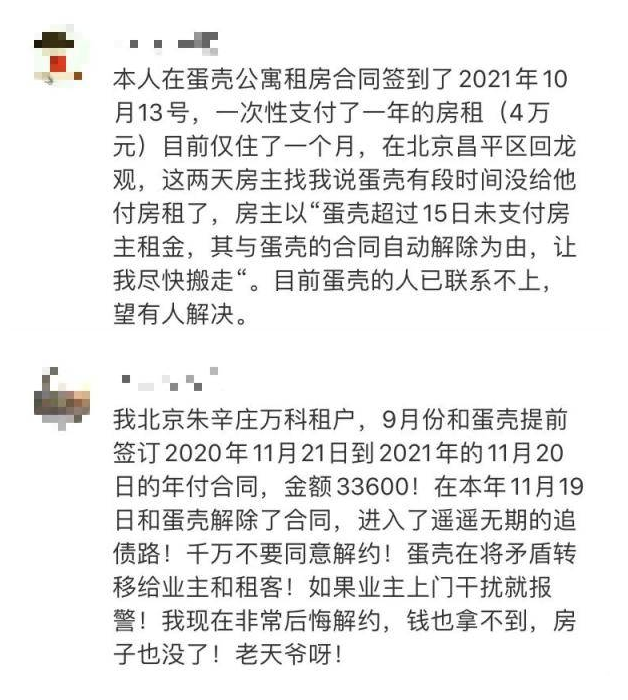 本人在蛋壳公寓租房合同签到了2021年10
月13号，一次性支付了一年的房租（4万
元）目前仅住了一个月，在北京昌平区回龙
观，这两天房主找我说蛋壳有段时间没给他
付房租了，房主以“蛋壳超过15日未支付房
主租金，其与蛋壳的合同自动解除为由，让
我尽快搬走“。目前蛋壳的人已联系不上，
望有人解决。
我北京朱辛庄万科租户，9月份和蛋壳提前
签订2020年11月21日到2021年的11月20
日的年付合同，金额33600！在本年11月19
日和蛋壳解除了合同，进入了遥遥无期的追
债路！千万不要同意解约！蛋壳在将矛盾转
移给业主和租客！如果业主上门干扰就报
警！我现在非常后悔解约，钱也拿不到，房
子也没了！老天爷呀！